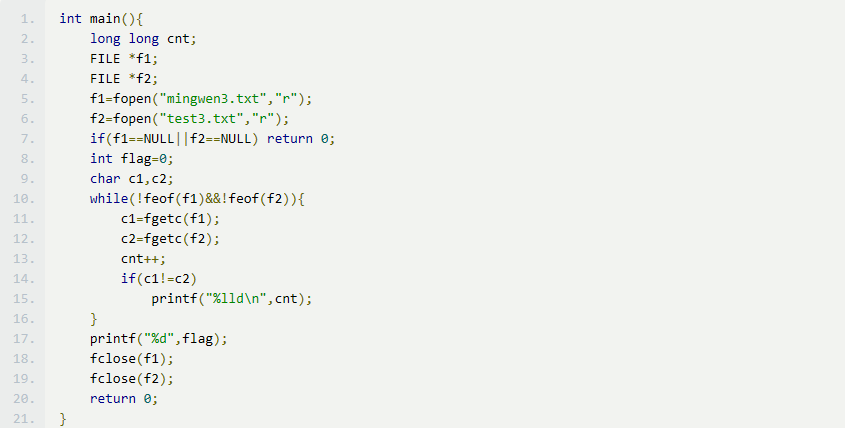 1. int main(){
2.     long long cnt;
3.     FILE *f1;
4.     FILE *f2;
5.     f1=fopen("mingwen3.txt","r");
6.     f2=fopen("test3.txt","r");
7.     if(f1==NULL||f2==NULL) return 0;
8.     int flag=0;
9.     char c1,c2;
10.     while(!feof(f1)&&!feof(f2)){
11.         c1=fgetc(f1);
12.         c2=fgetc(f2);
13.         cnt++;
14.         if(c1!=c2)
15.             printf("%lld\n",cnt);
16.     }
17.     printf("%d",flag);
18.     fclose(f1);
19.     fclose(f2);
20.     return 0;
21. }